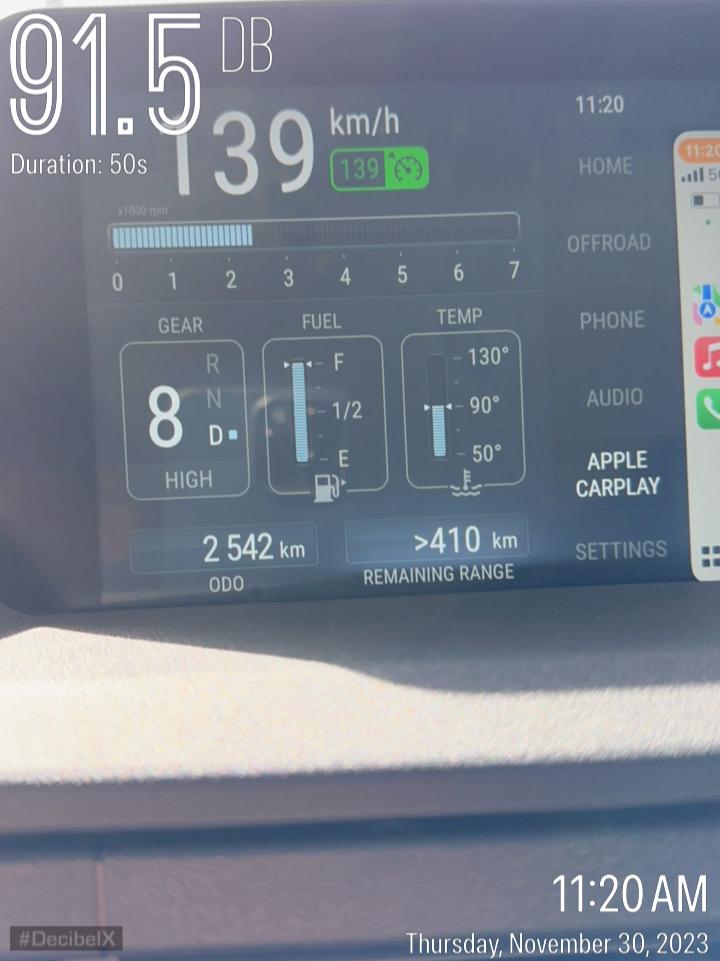 91.5 DB
Duration: 50s
139 km/h
139
x1000 rpm
0 1 2 3 4 5 6 7
GEAR
8
R
N
D
HIGH
FUEL
F
1/2
E
TEMP
130°
90°
50°
2 542 km
ODO
>410 km
REMAINING RANGE
11:20
HOME
OFFROAD
PHONE
AUDIO
APPLE
CARPLAY
SETTINGS
11:20
11:20 AM
Thursday, November 30, 2023
#DecibelX